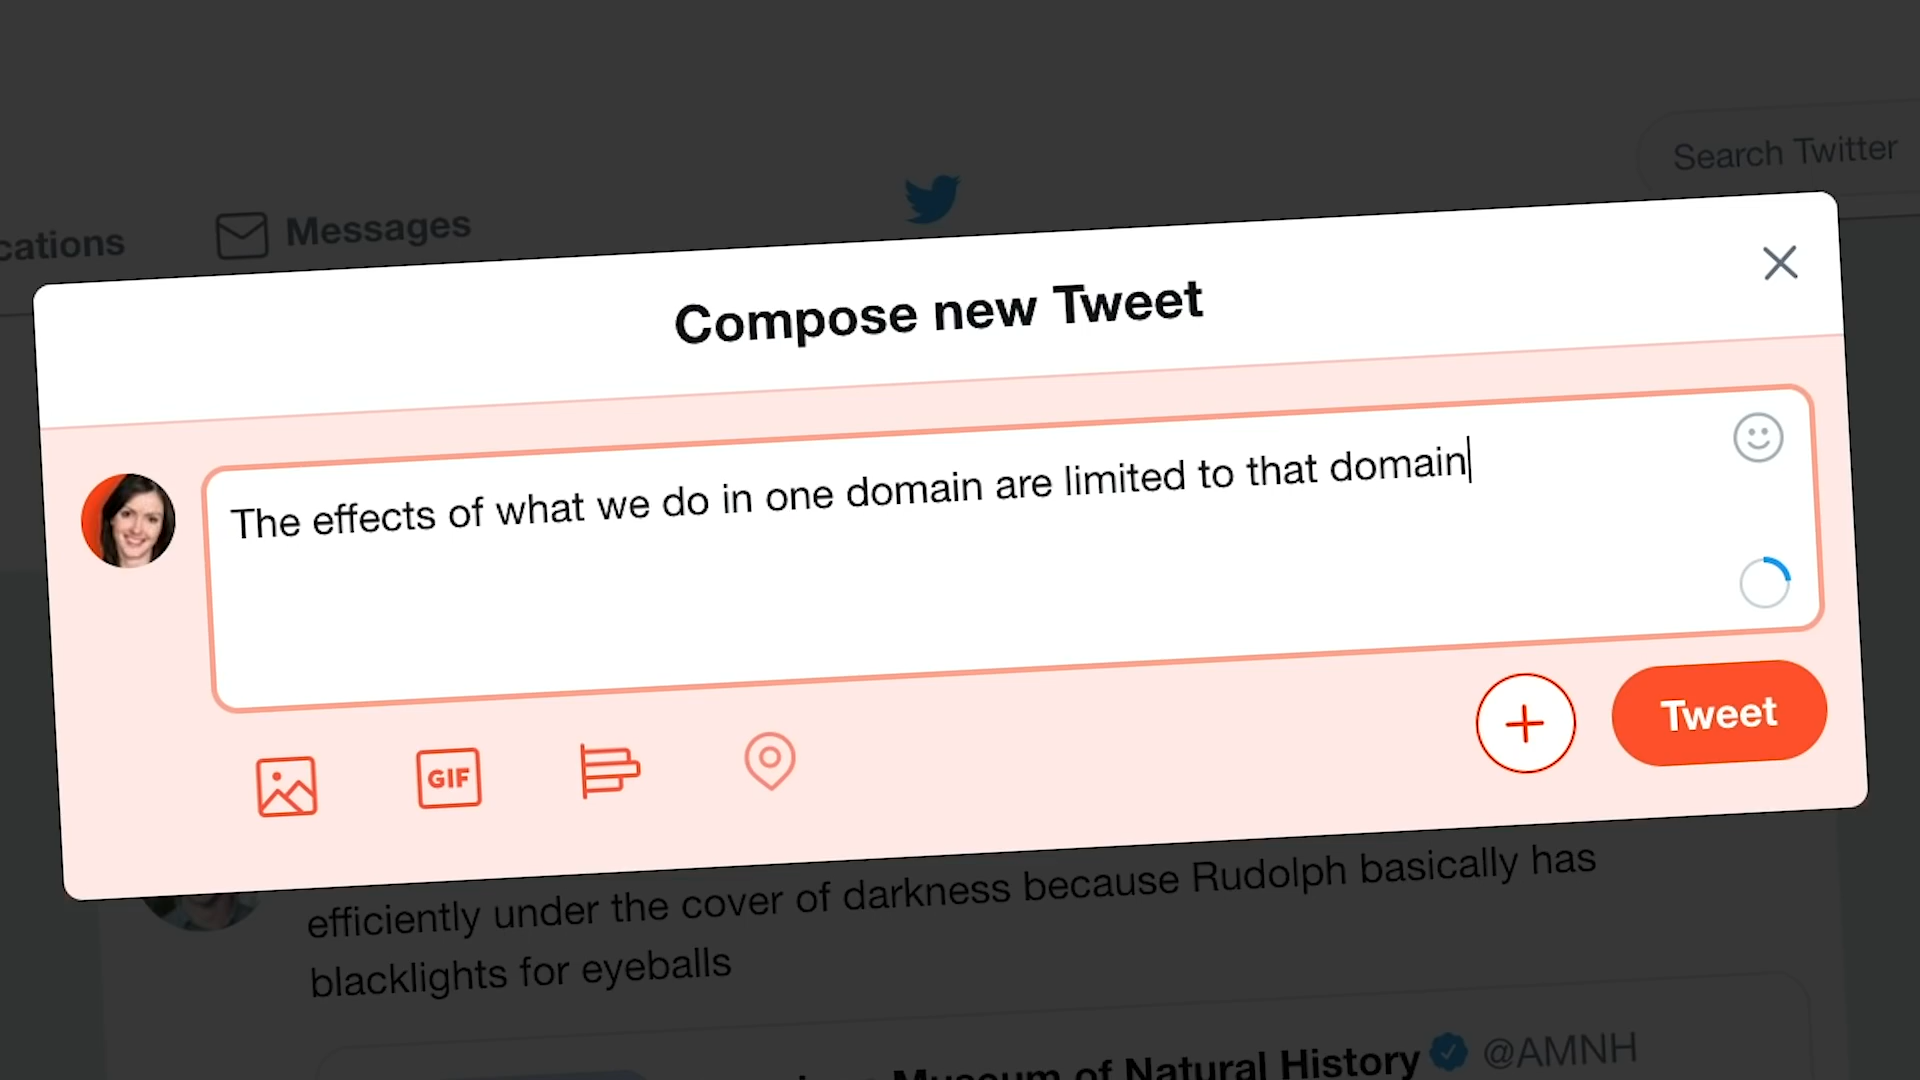 Search Twitter
cations
Messages
Compose new Tweet
The effects of what we do in one domain are limited to that domain
GIF
Tweet
efficiently under the cover of darkness because Rudolph basically has
blacklights for eyeballs
Museum of Natural History @AMNH